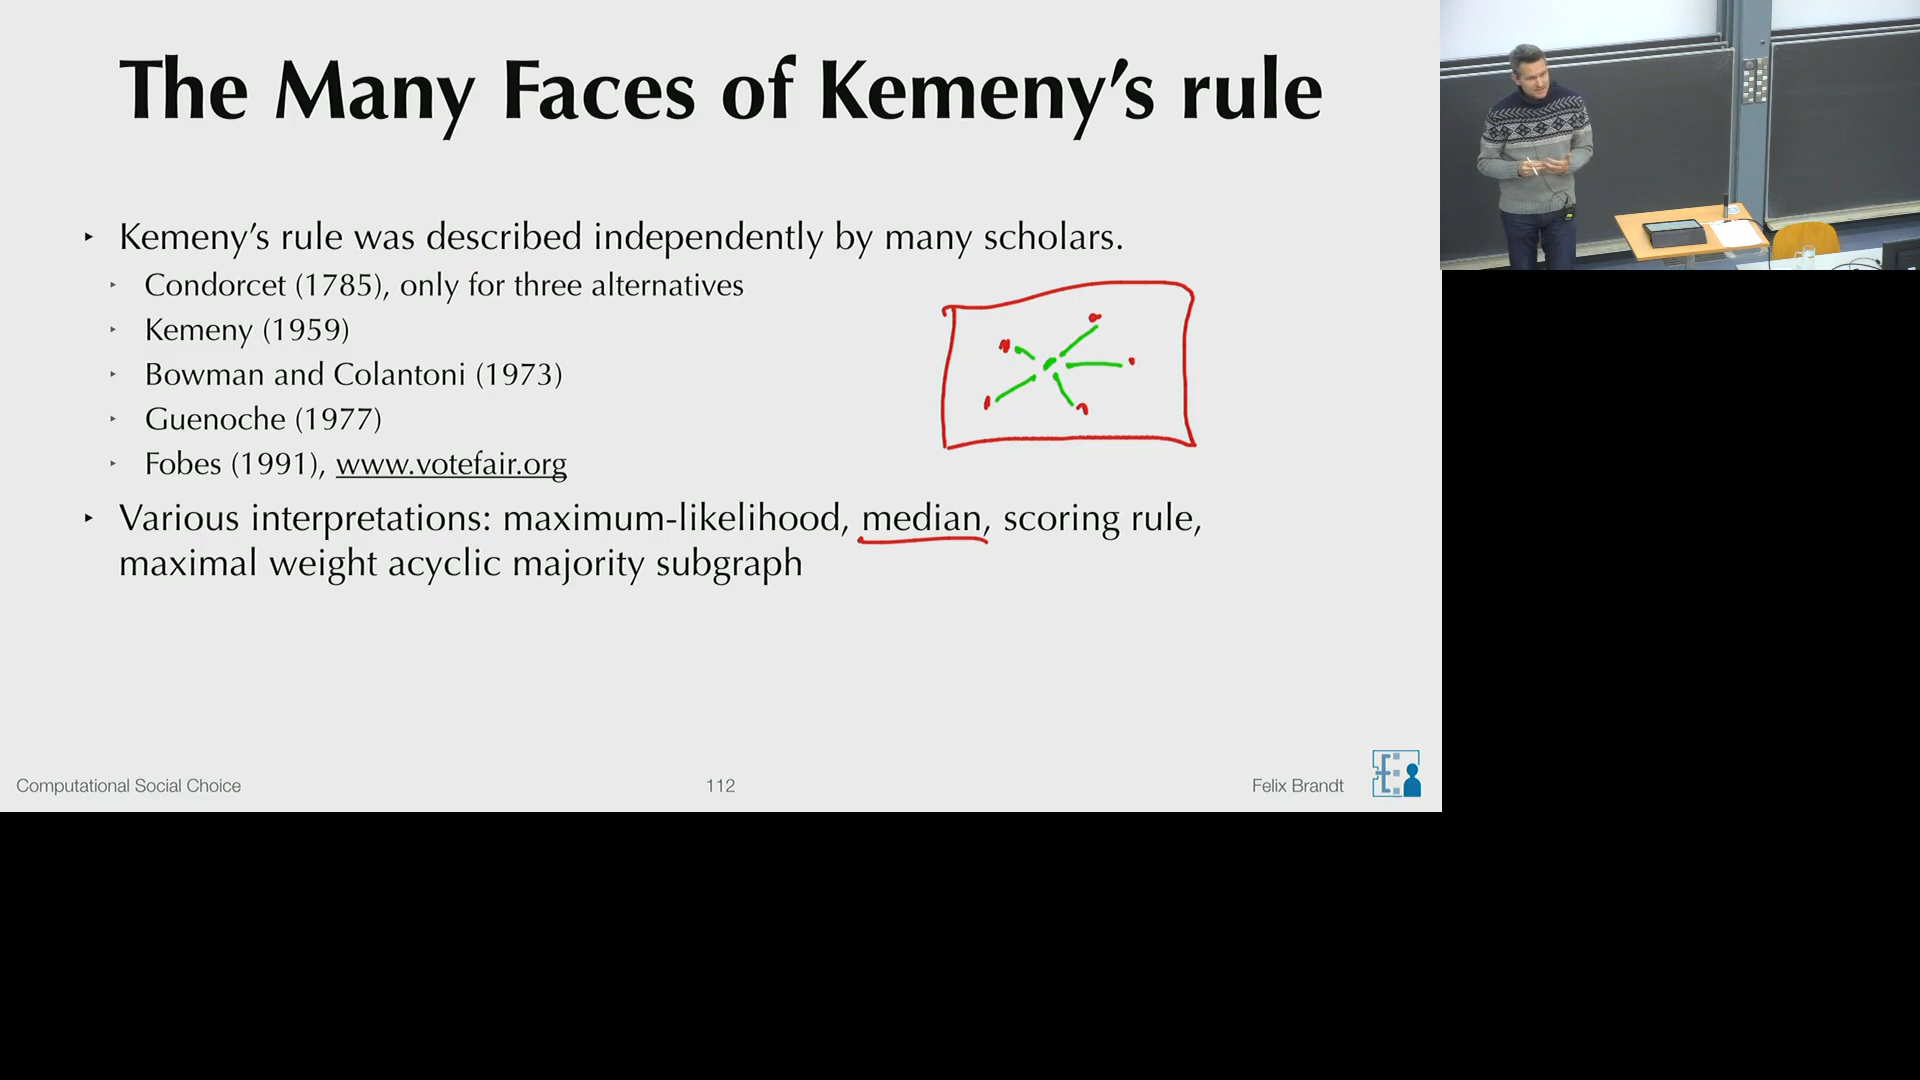 The Many Faces of Kemeny's rule
‣ Kemeny's rule was described independently by many scholars.
‣ Condorcet (1785), only for three alternatives
‣ Kemeny (1959)
‣ Bowman and Colantoni (1973)
‣ Guenoche (1977)
‣ Fobes (1991), www.votefair.org
‣ Various interpretations: maximum-likelihood, median, scoring rule,
maximal weight acyclic majority subgraph
Computational Social Choice
112
Felix Brandt